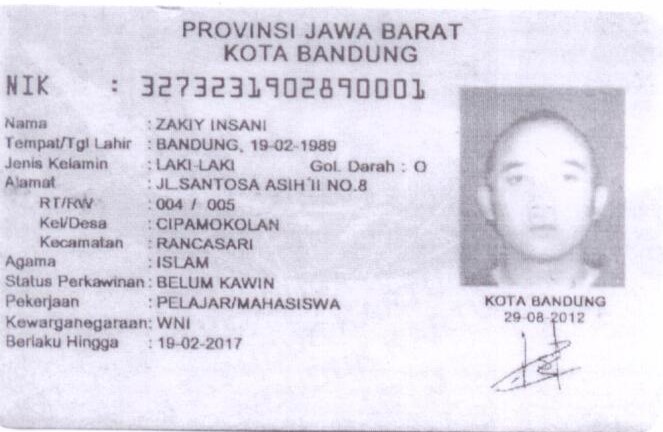 PROVINSI JAWA BARAT
KOTA BANDUNG
NIK : 3273231902890001
Nama : ZAKIY INSANI
Tempat/Tgl Lahir : BANDUNG, 19-02-1989
Jenis Kelamin : LAKI-LAKI Gol. Darah : O
Alamat : JL.SANTOSA ASIH II NO.8
RT/RW : 004 / 005
Kel/Desa : CIPAMOKOLAN
Kecamatan : RANCASARI
Agama : ISLAM
Status Perkawinan: BELUM KAWIN
Pekerjaan : PELAJAR/MAHASISWA
Kewarganegaraan: WNI
Berlaku Hingga : 19-02-2017
KOTA BANDUNG
29-08-2012